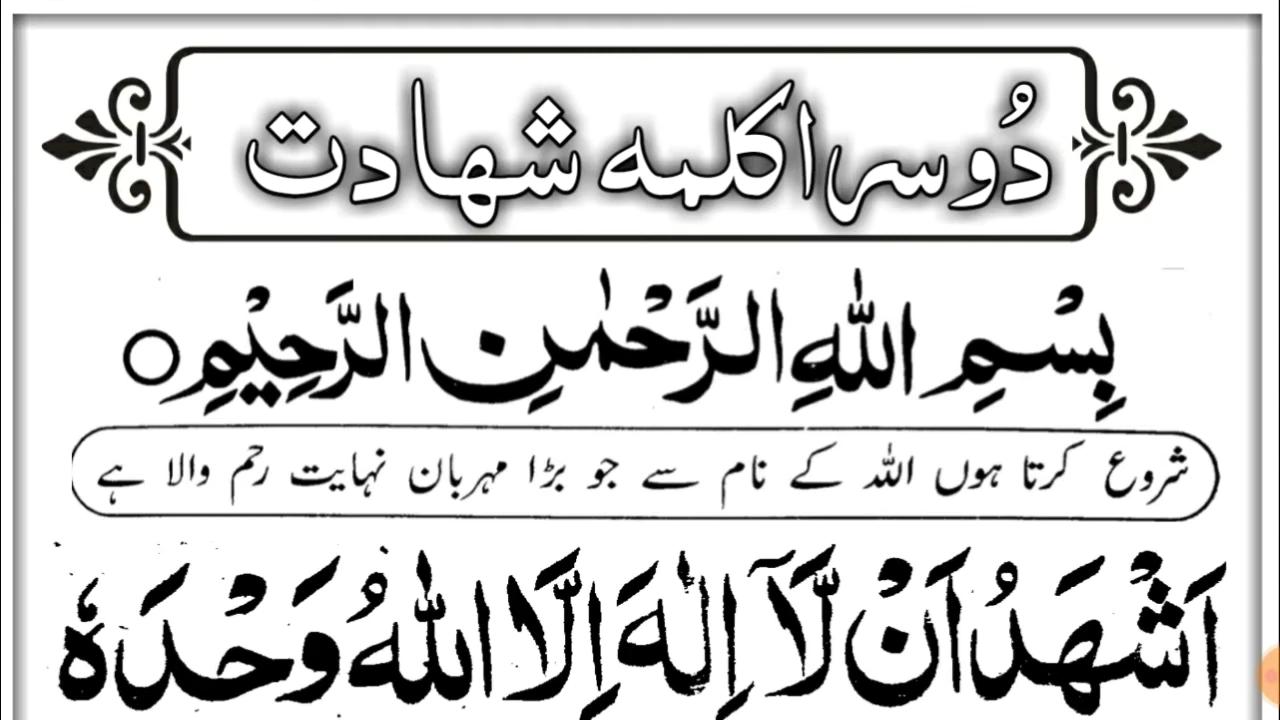 دُوسرا کلمہ شہادت
بِسْمِ اللّٰهِ الرَّحْمٰنِ الرَّحِيْمِ ○
شروع کرتا ہوں اللہ کے نام سے جو بڑا مہربان نہایت رحم والا ہے
اَشْهَدُ اَنْ لَّآ اِلٰهَ اِلَّا اللّٰهُ وَحْدَهٗ